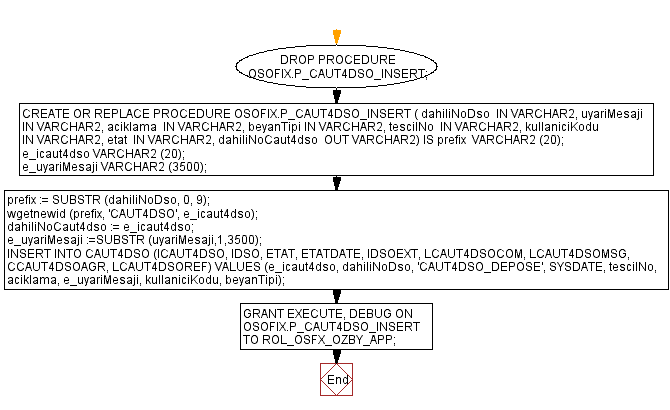 DROP PROCEDURE
OSOFIX.P_CAUT4DSO_INSERT;
CREATE OR REPLACE PROCEDURE OSOFIX.P_CAUT4DSO_INSERT ( dahiliNoDso IN VARCHAR2, uyariMesaji
IN VARCHAR2, aciklama IN VARCHAR2, beyanTipi IN VARCHAR2, tescilNo IN VARCHAR2, kullaniciKodu
IN VARCHAR2, etat IN VARCHAR2, dahiliNoCaut4dso OUT VARCHAR2) IS prefix VARCHAR2 (20);
e_icaut4dso VARCHAR2 (20);
e_uyariMesaji VARCHAR2 (3500);
prefix := SUBSTR (dahiliNoDso, 0, 9);
wgetnewid (prefix, 'CAUT4DSO', e_icaut4dso);
dahiliNoCaut4dso := e_icaut4dso;
e_uyariMesaji :=SUBSTR (uyariMesaji,1,3500);
INSERT INTO CAUT4DSO (ICAUT4DSO, IDSO, ETAT, ETATDATE, IDSOEXT, LCAUT4DSOCOM, LCAUT4DSOMSG,
CCAUT4DSOAGR, LCAUT4DSOREF) VALUES (e_icaut4dso, dahiliNoDso, 'CAUT4DSO_DEPOSE', SYSDATE, tescilNo,
aciklama, e_uyariMesaji, kullaniciKodu, beyanTipi);
GRANT EXECUTE, DEBUG ON
OSOFIX.P_CAUT4DSO_INSERT
TO ROL_OSFX_OZBY_APP;
End